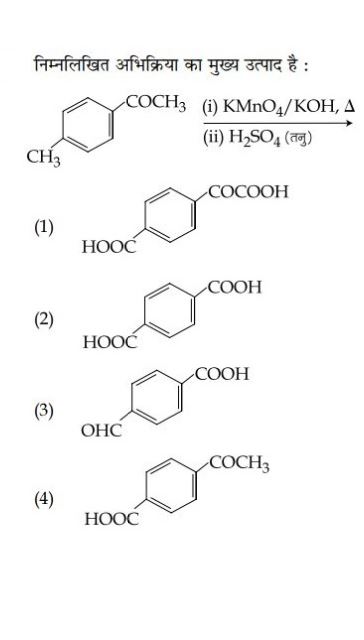 निम्नलिखित अभिक्रिया का मुख्य उत्पाद है :
COCH₃ (i) KMnO₄/KOH, Δ
CH₃ (ii) H₂SO₄ (तनु)
(1) COCOOH
HOOC
(2) COOH
HOOC
(3) COOH
OHC
(4) COCH₃
HOOC